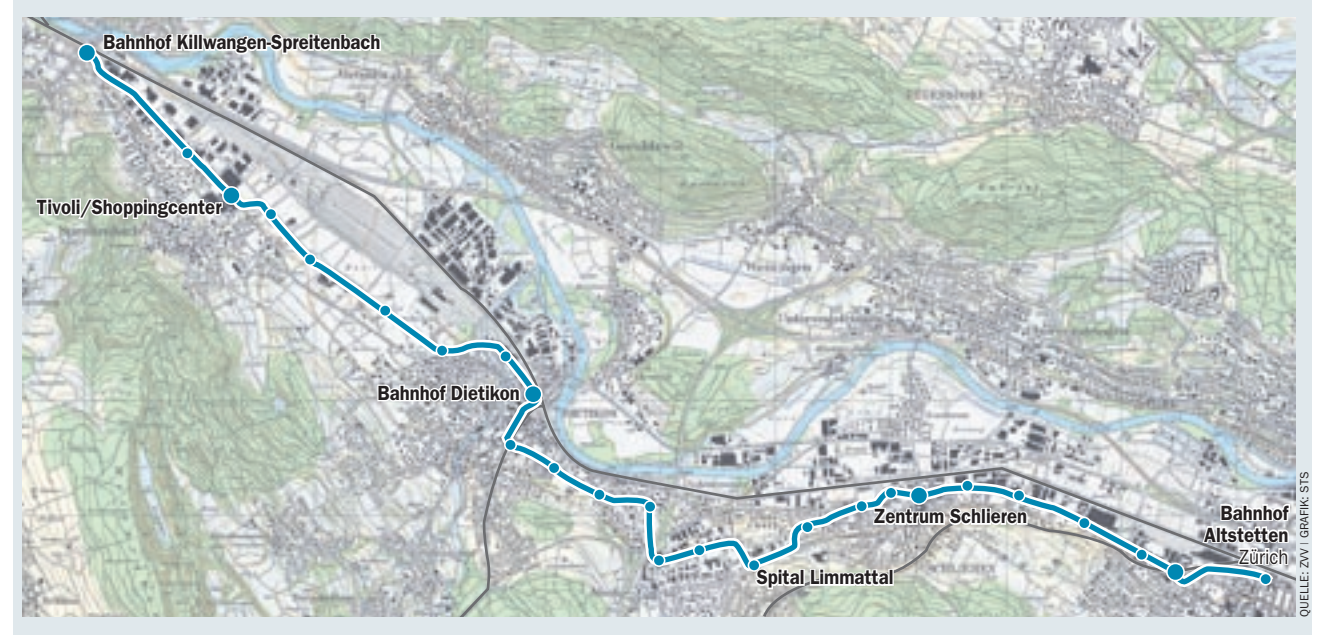 Bahnhof Killwangen-Spreitenbach
Tivoli/Shoppingcenter
Bahnhof Dietikon
Zentrum Schlieren
Spital Limmattal
Bahnhof
Altstetten
Zürich
QUELLE: ZVV | GRAFIK: STS